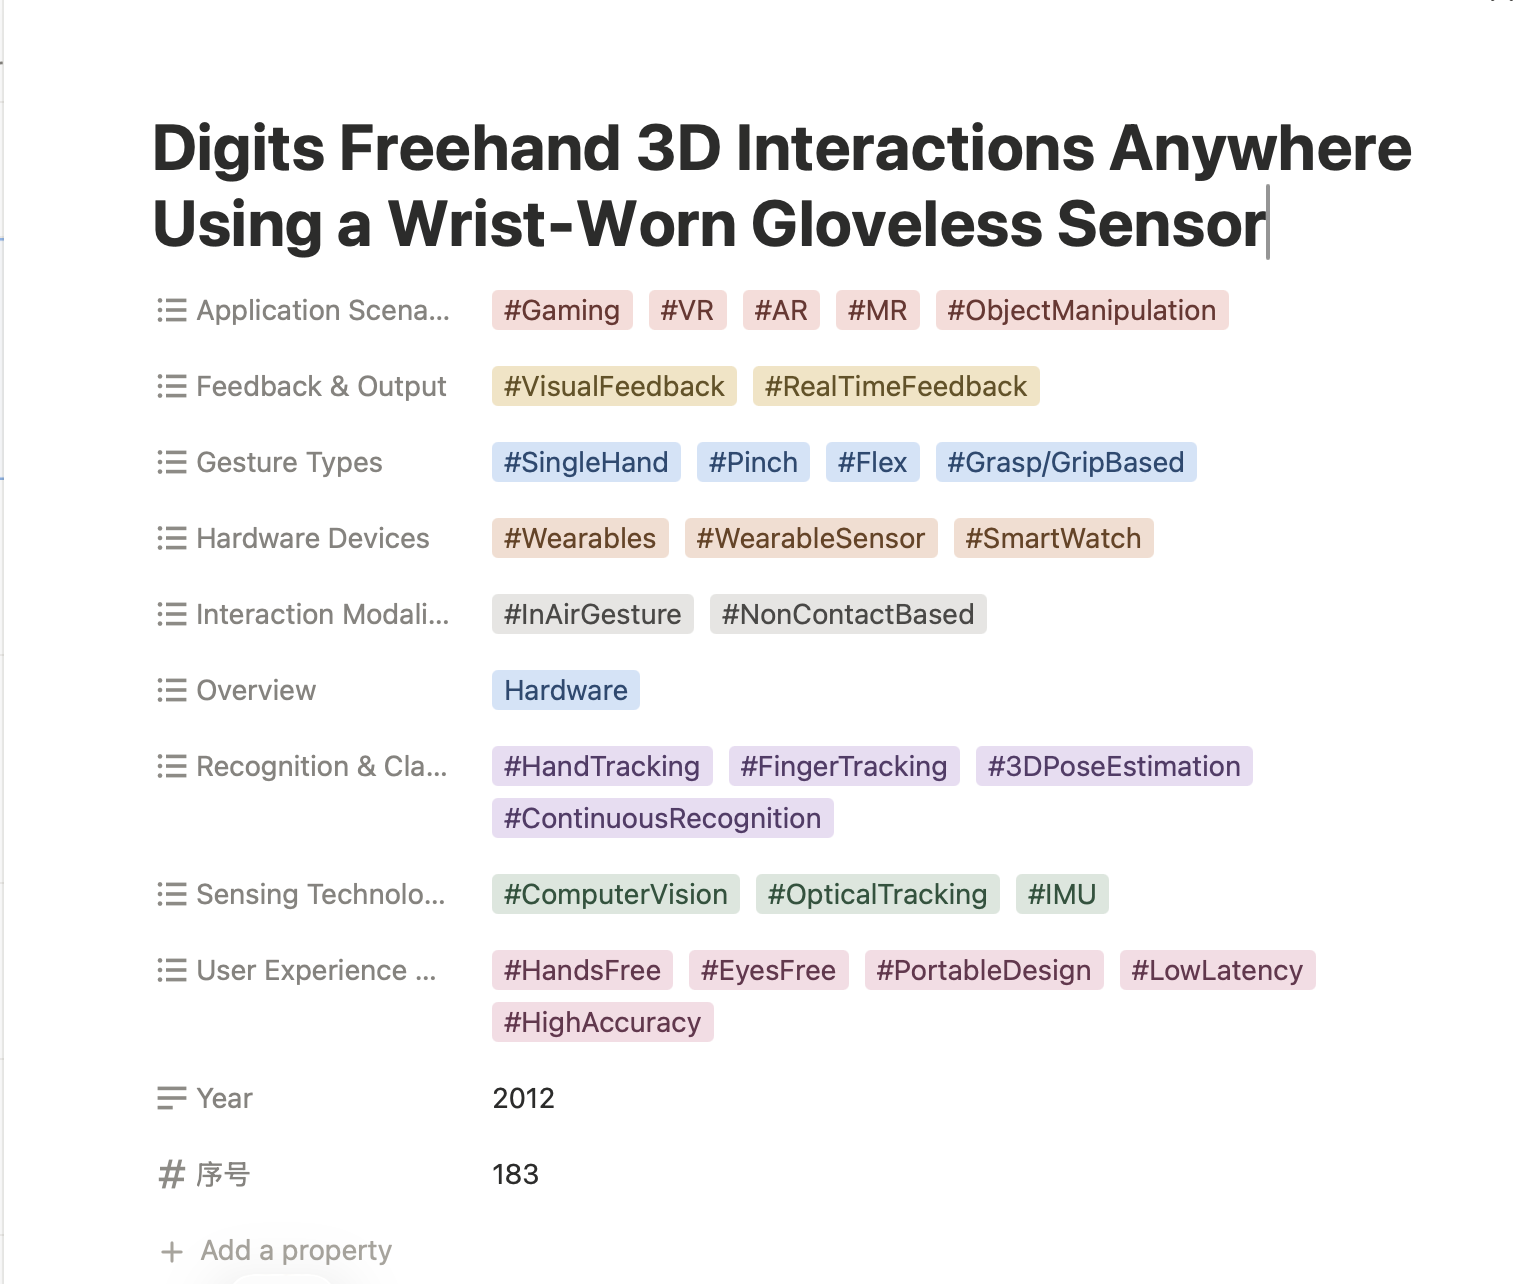 Digits Freehand 3D Interactions Anywhere
Using a Wrist-Worn Gloveless Sensor
Application Scena... #Gaming #VR #AR #MR #ObjectManipulation
Feedback & Output #VisualFeedback #RealTimeFeedback
Gesture Types #SingleHand #Pinch #Flex #Grasp/GripBased
Hardware Devices #Wearables #WearableSensor #SmartWatch
Interaction Modali... #InAirGesture #NonContactBased
Overview Hardware
Recognition & Cla... #HandTracking #FingerTracking #3DPoseEstimation
#ContinuousRecognition
Sensing Technolo... #ComputerVision #OpticalTracking #IMU
User Experience ... #HandsFree #EyesFree #PortableDesign #LowLatency
#HighAccuracy
Year 2012
序号 183
Add a property